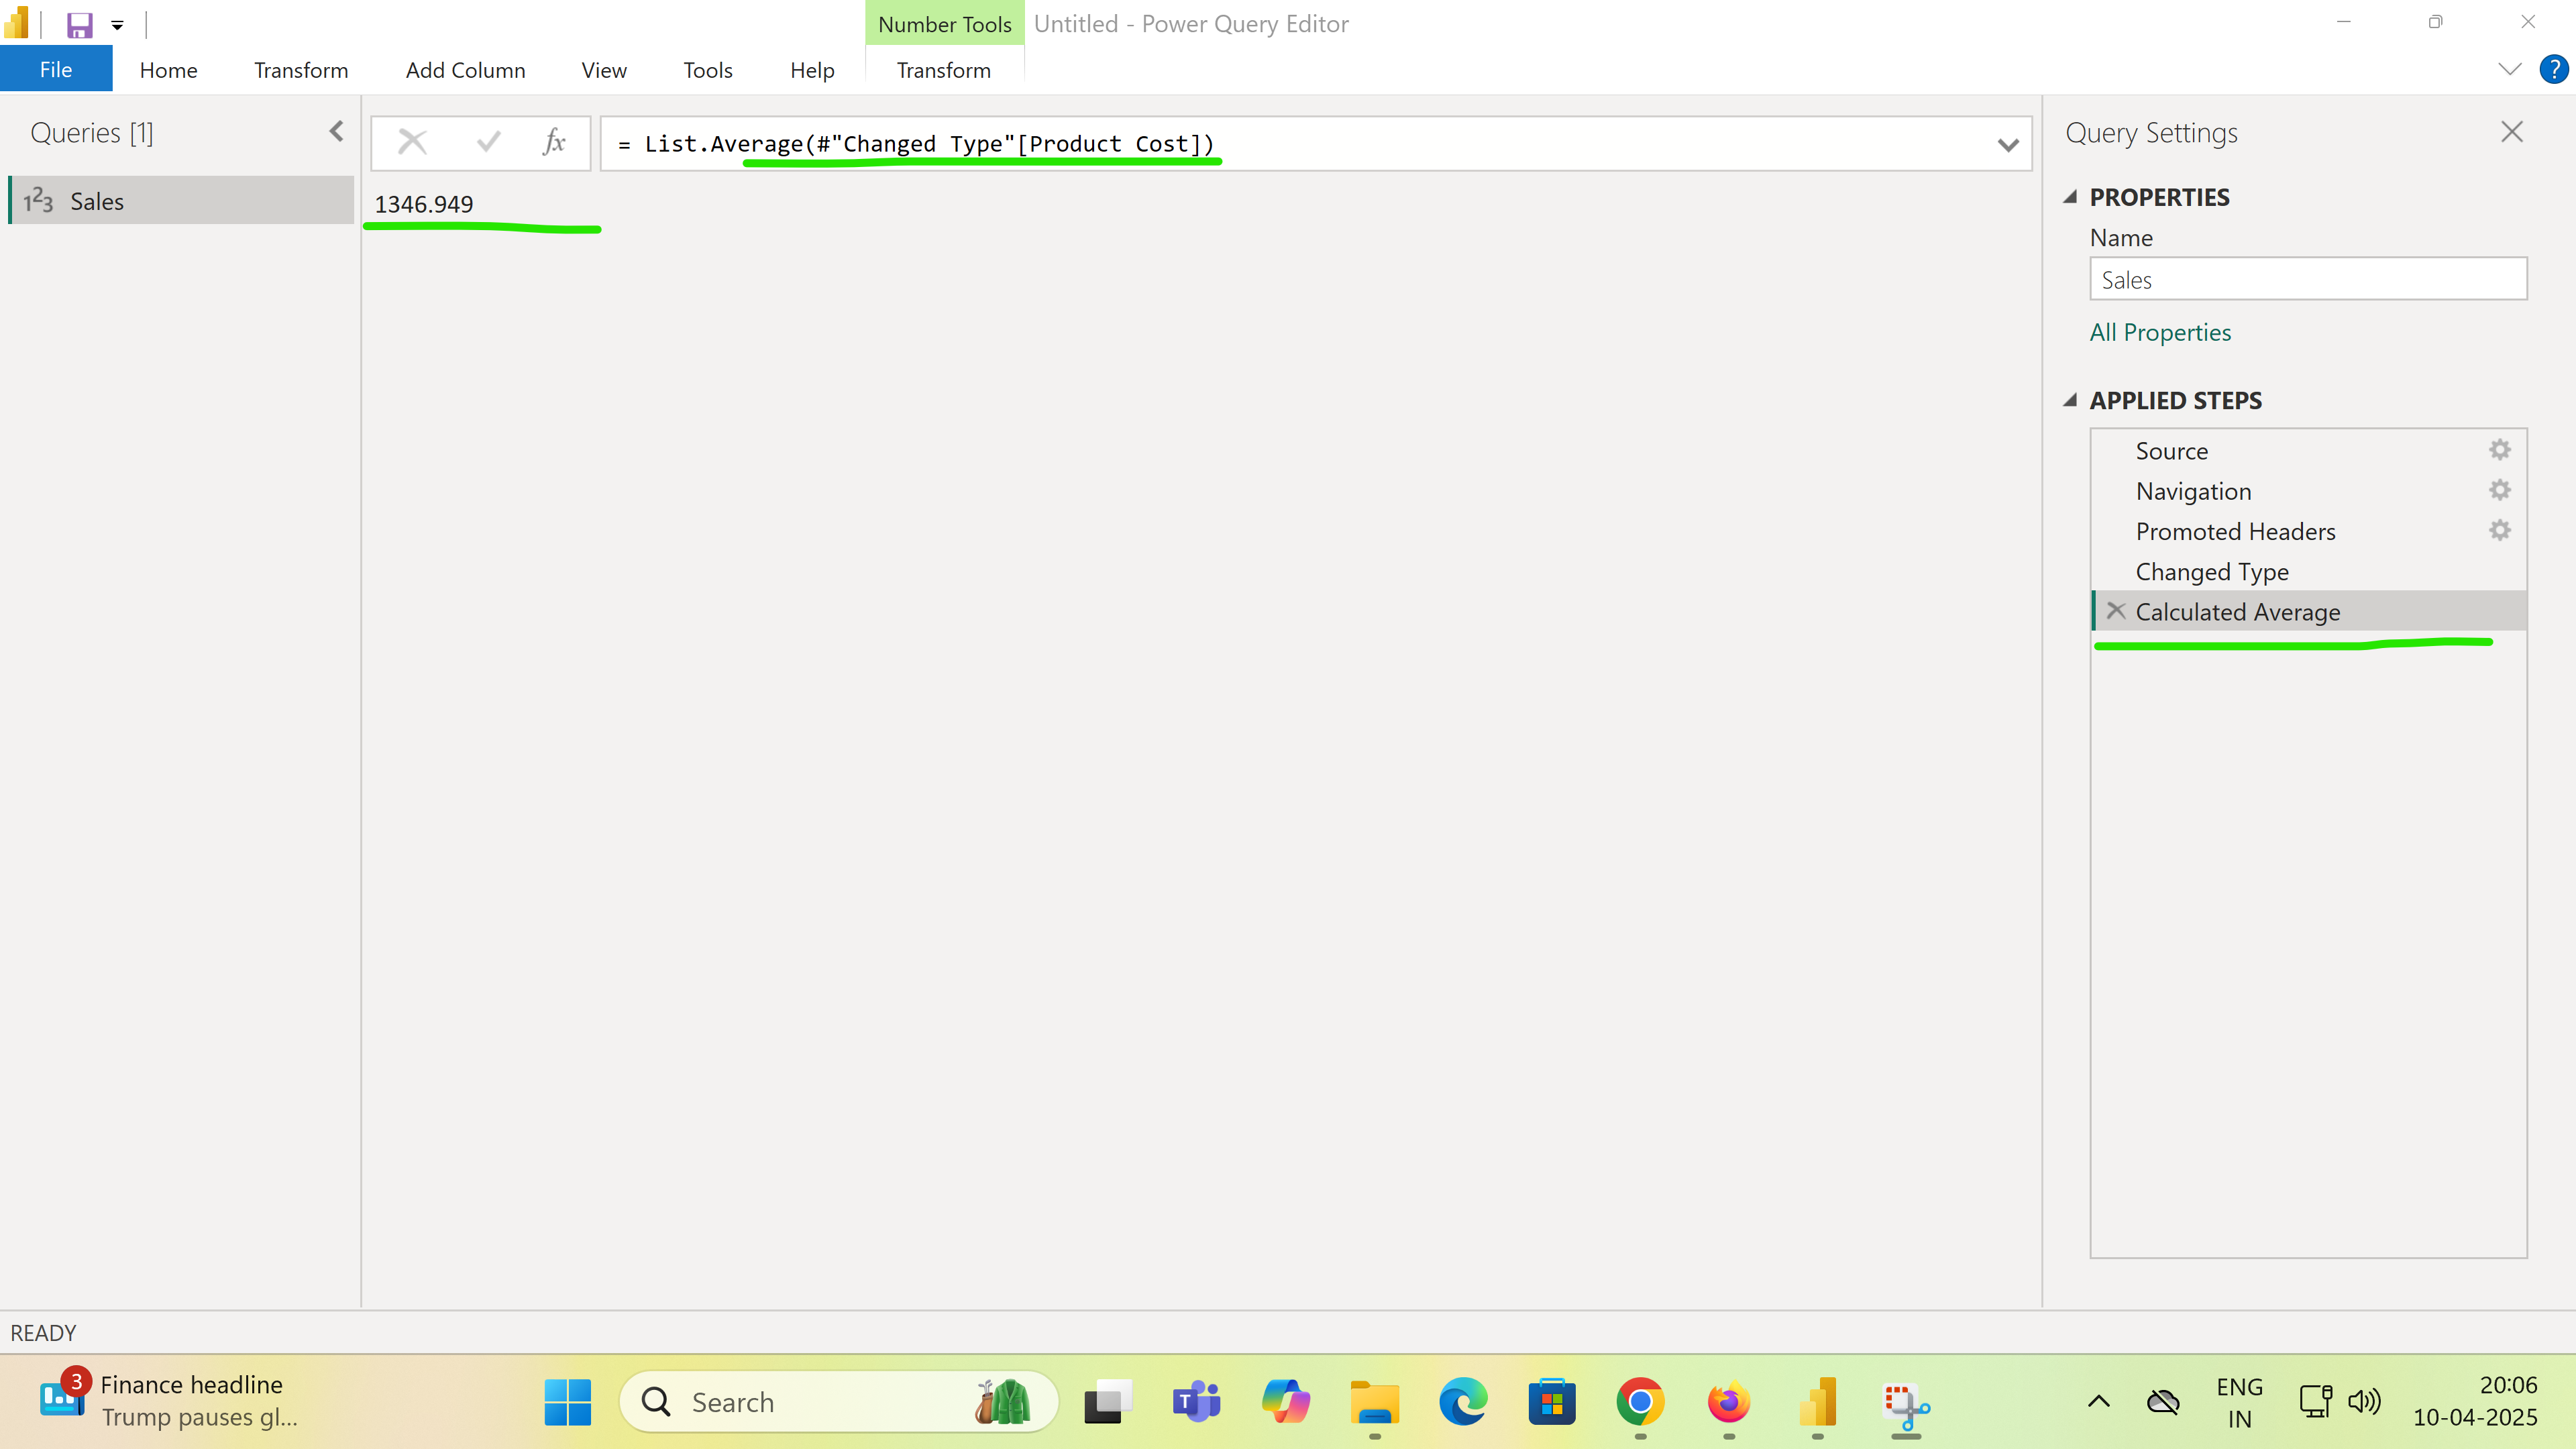 Number Tools
Untitled - Power Query Editor
File
Home
Transform
Add Column
View
Tools
Help
Transform
?
Queries [1]
fx
= List.Average(#"Changed Type"[Product Cost])
Query Settings
123 Sales
1346.949
PROPERTIES
Name
Sales
All Properties
APPLIED STEPS
Source
Navigation
Promoted Headers
Changed Type
Calculated Average
READY
3
Finance headline
Trump pauses gl...
Search
T
ENG
IN
20:06
10-04-2025